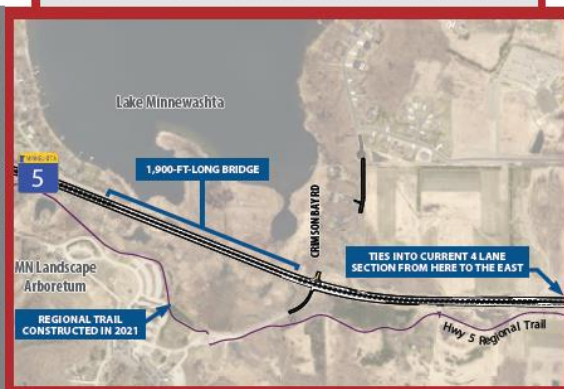 Lake Minnewashta
MINNESOTA
5
1,900-FT-LONG BRIDGE
CRIMSON BAY RD
MN Landscape
Arboretum
TIES INTO CURRENT 4 LANE
SECTION FROM HERE TO THE EAST
REGIONAL TRAIL
CONSTRUCTED IN 2021
Hwy 5 Regional Trail